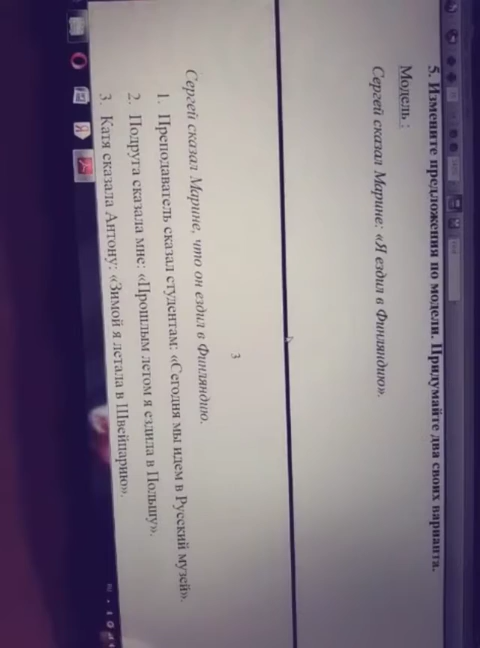 5. Измените предложения по модели. Придумайте два своих варианта.
Модель :
Сергей сказал Марине: «Я ездил в Финляндию».
3
Сергей сказал Марине, что он ездил в Финляндию.
1. Преподаватель сказал студентам: «Сегодня мы идем в Русский музей».
2. Подруга сказала мне: «Прошлым летом я ездила в Польшу».
3. Катя сказала Антону: «Зимой я летала в Швейцарию».